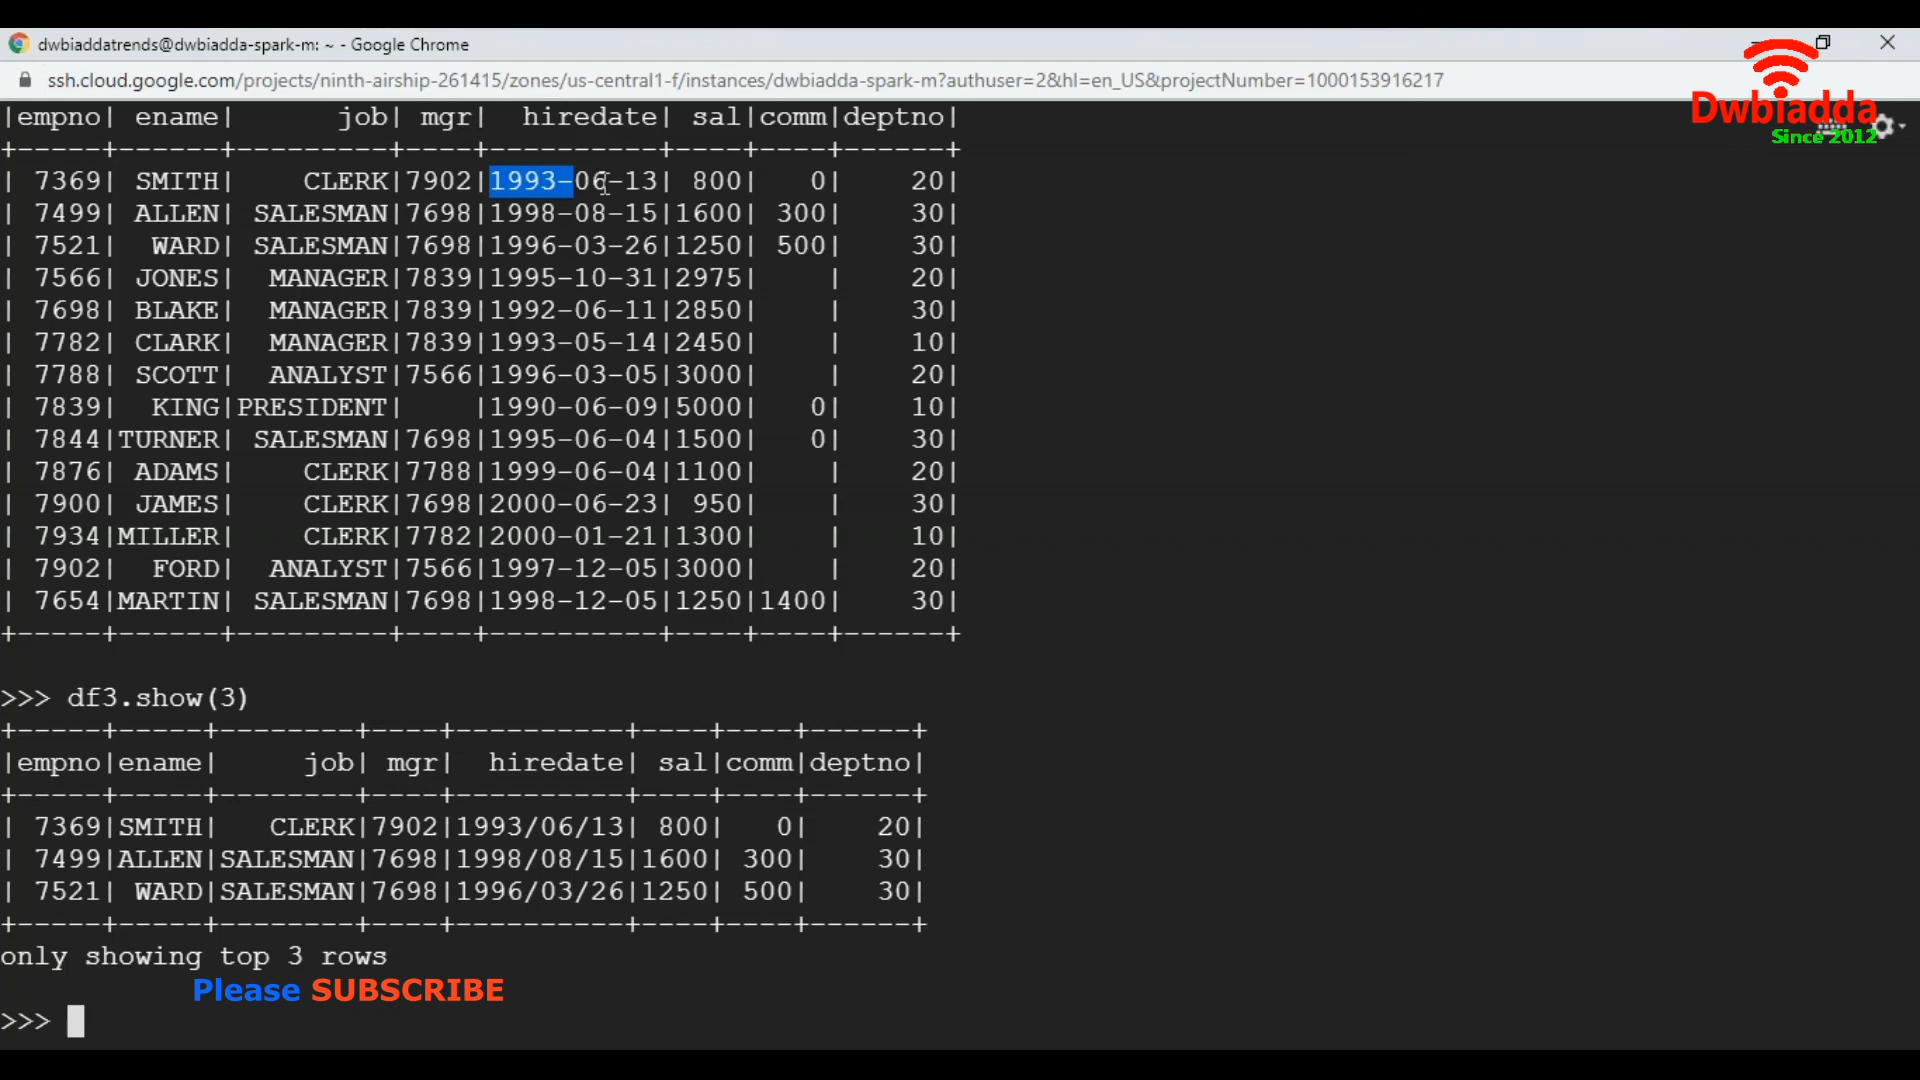 dwbiaddatrends@dwbiadda-spark-m: ~ - Google Chrome
ssh.cloud.google.com/projects/ninth-airship-261415/zones/us-central1-f/instances/dwbiadda-spark-m?authuser=2&hl=en_US&projectNumber=1000153916217
Dwbiadda
Since 2012
|empno| ename|      job| mgr|  hiredate| sal|comm|deptno|
+-----+------+---------+----+----------+----+----+------+
| 7369| SMITH|    CLERK|7902|1993-06-13| 800|   0|    20|
| 7499| ALLEN| SALESMAN|7698|1998-08-15|1600| 300|    30|
| 7521|  WARD| SALESMAN|7698|1996-03-26|1250| 500|    30|
| 7566| JONES|  MANAGER|7839|1995-10-31|2975|    |    20|
| 7698| BLAKE|  MANAGER|7839|1992-06-11|2850|    |    30|
| 7782| CLARK|  MANAGER|7839|1993-05-14|2450|    |    10|
| 7788| SCOTT|  ANALYST|7566|1996-03-05|3000|    |    20|
| 7839|  KING|PRESIDENT|    |1990-06-09|5000|   0|    10|
| 7844|TURNER| SALESMAN|7698|1995-06-04|1500|   0|    30|
| 7876| ADAMS|    CLERK|7788|1999-06-04|1100|    |    20|
| 7900| JAMES|    CLERK|7698|2000-06-23| 950|    |    30|
| 7934|MILLER|    CLERK|7782|2000-01-21|1300|    |    10|
| 7902|  FORD|  ANALYST|7566|1997-12-05|3000|    |    20|
| 7654|MARTIN| SALESMAN|7698|1998-12-05|1250|1400|    30|
+-----+------+---------+----+----------+----+----+------+
>>> df3.show(3)
+-----+-----+--------+----+----------+----+----+------+
|empno|ename|     job| mgr|  hiredate| sal|comm|deptno|
+-----+-----+--------+----+----------+----+----+------+
| 7369|SMITH|   CLERK|7902|1993/06/13| 800|   0|    20|
| 7499|ALLEN|SALESMAN|7698|1998/08/15|1600| 300|    30|
| 7521| WARD|SALESMAN|7698|1996/03/26|1250| 500|    30|
+-----+-----+--------+----+----------+----+----+------+
only showing top 3 rows
Please SUBSCRIBE
>>>